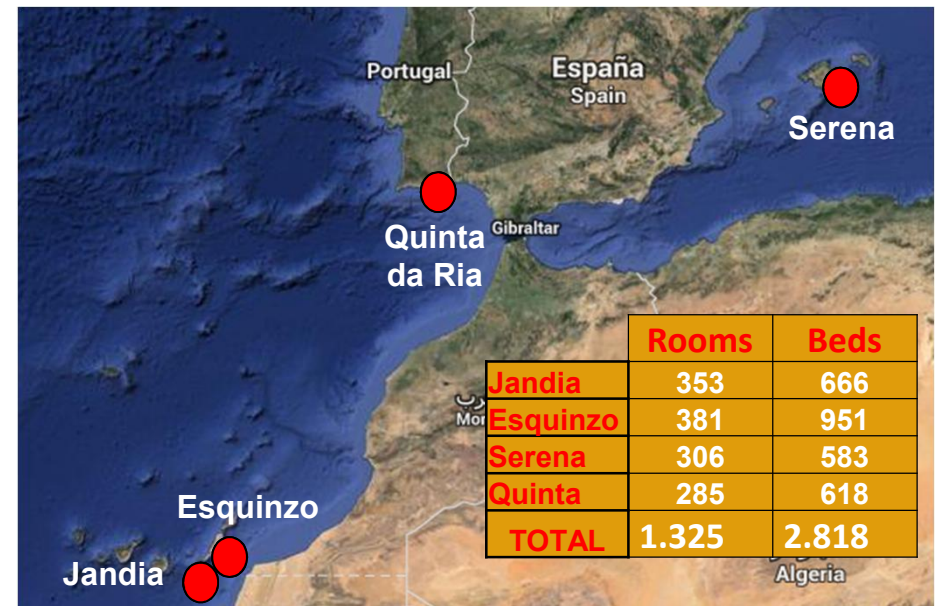 Portugal
España
Spain
Serena
Quinta
da Ria
Gibraltar
Rooms Beds
Jandia 353 666
Esquinzo 381 951
Serena 306 583
Quinta 285 618
TOTAL 1.325 2.818
Esquinzo
Jandia
Algeria